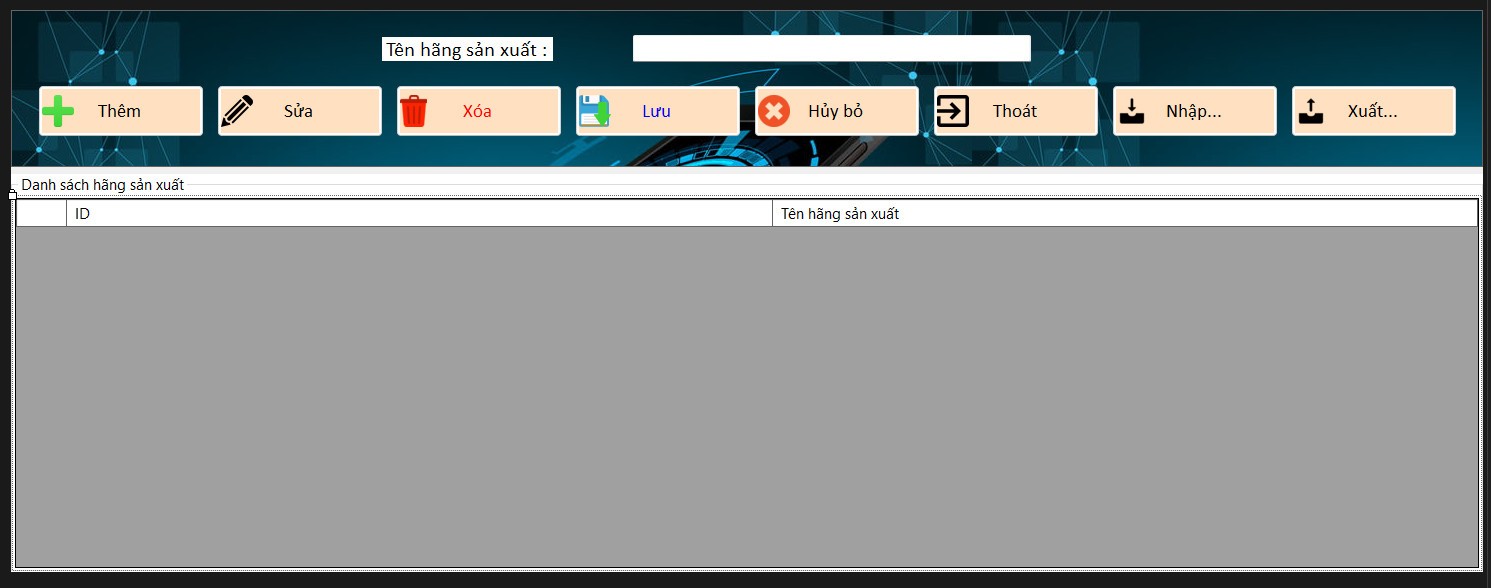 Tên hãng sản xuất :
Thêm
Sửa
Xóa
Lưu
Hủy bỏ
Thoát
Nhập...
Xuất...
Danh sách hãng sản xuất
ID
Tên hãng sản xuất